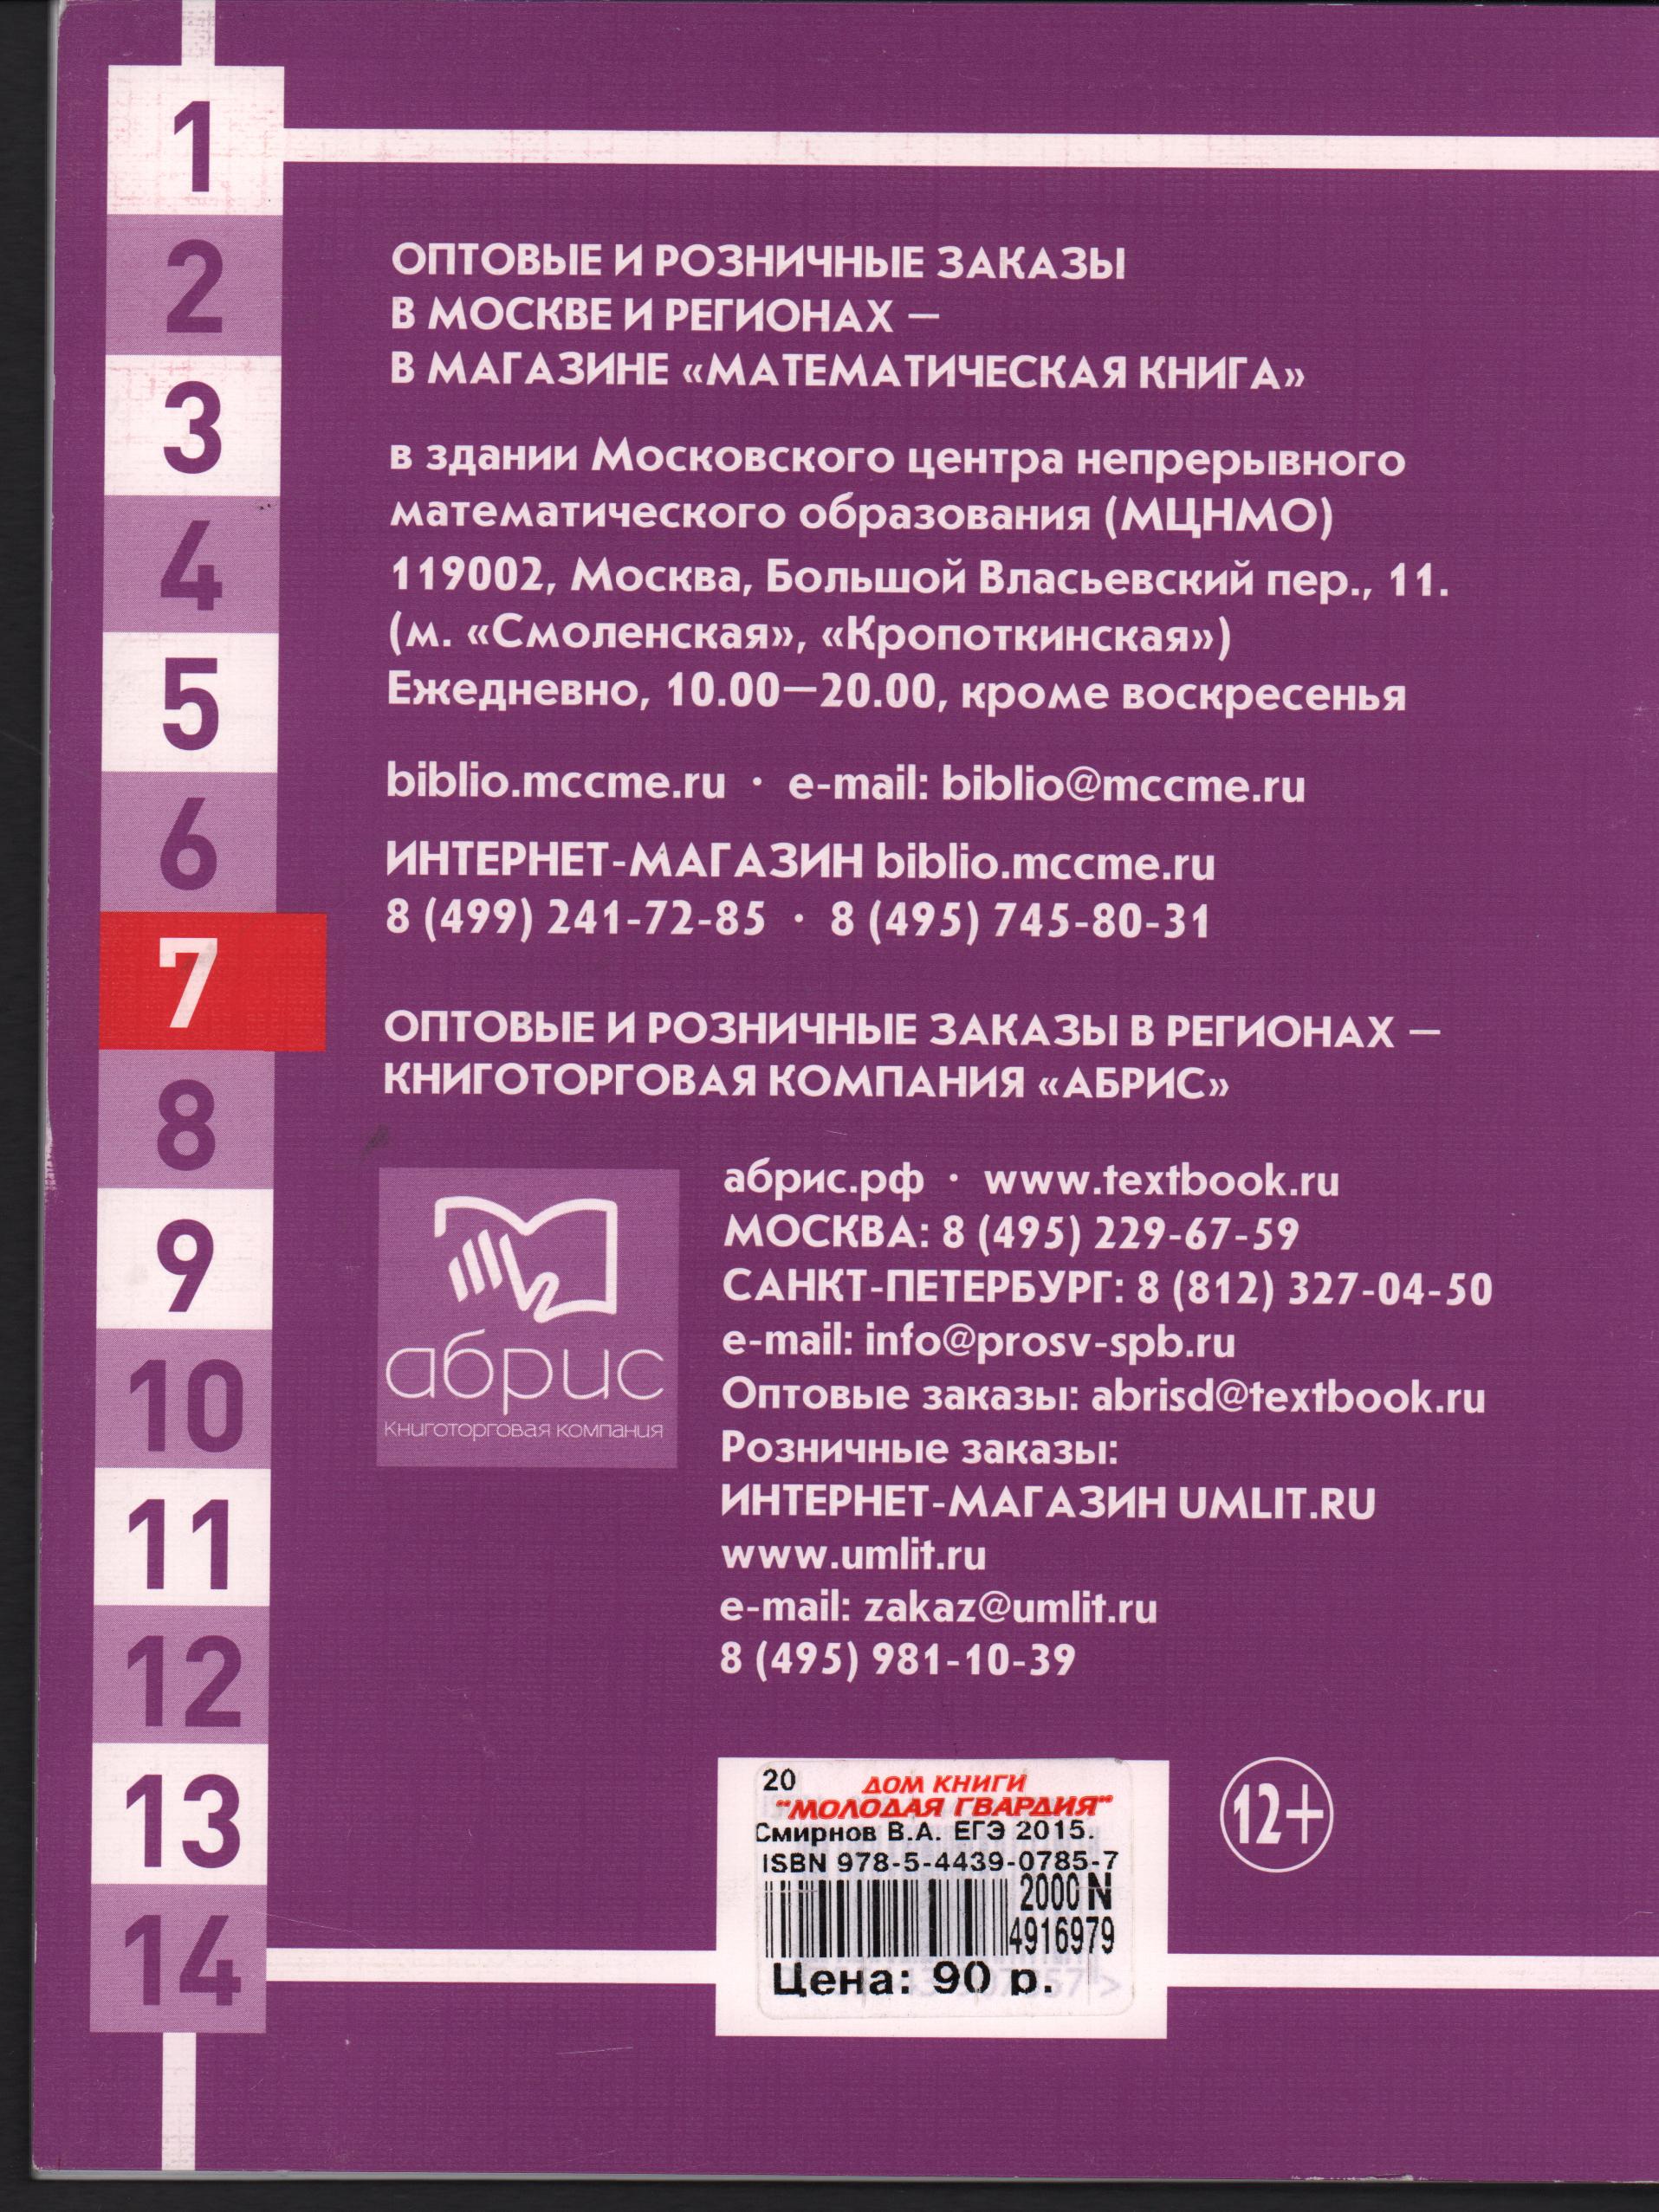 1
2
3
4
5
6
7
8
9
10
11
12
13
14
ОПТОВЫЕ И РОЗНИЧНЫЕ ЗАКАЗЫ
В МОСКВЕ И РЕГИОНАХ —
В МАГАЗИНЕ «МАТЕМАТИЧЕСКАЯ КНИГА»
в здании Московского центра непрерывного
математического образования (МЦНМО)
119002, Москва, Большой Власьевский пер., 11.
(м. «Смоленская», «Кропоткинская»)
Ежедневно, 10.00—20.00, кроме воскресенья
biblio.mccme.ru · e-mail: biblio@mccme.ru
ИНТЕРНЕТ-МАГАЗИН biblio.mccme.ru
8 (499) 241-72-85 · 8 (495) 745-80-31
ОПТОВЫЕ И РОЗНИЧНЫЕ ЗАКАЗЫ В РЕГИОНАХ —
КНИГОТОРГОВАЯ КОМПАНИЯ «АБРИС»
абрис
Книготорговая компания
абрис.рф · www.textbook.ru
МОСКВА: 8 (495) 229-67-59
САНКТ-ПЕТЕРБУРГ: 8 (812) 327-04-50
e-mail: info@prosv-spb.ru
Оптовые заказы: abrisd@textbook.ru
Розничные заказы:
ИНТЕРНЕТ-МАГАЗИН UMLIT.RU
www.umlit.ru
e-mail: zakaz@umlit.ru
8 (495) 981-10-39
20 ДОМ КНИГИ
"МОЛОДАЯ ГВАРДИЯ"
Смирнов В.А. ЕГЭ 2015.
ISBN 978-5-4439-0785-7
2000 N
4916979
Цена: 90 р.
12+